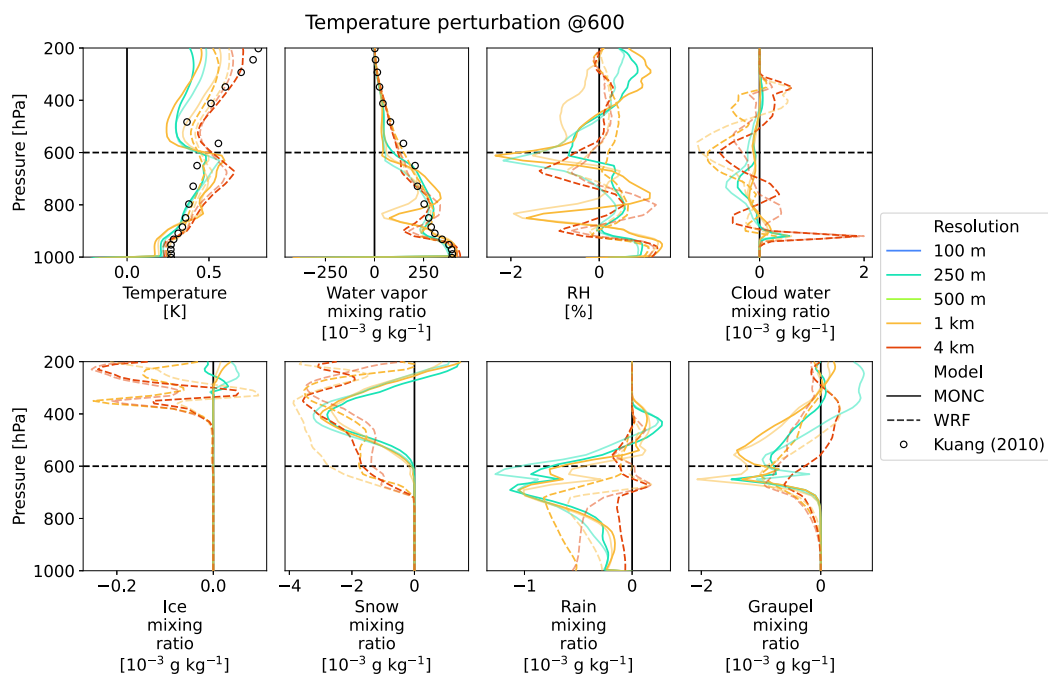 Temperature perturbation @600
Pressure [hPa]
200
400
600
800
1000
0.0 0.5
Temperature
[K]
−250 0 250
Water vapor
mixing ratio
[10⁻³ g kg⁻¹]
−2 0
RH
[%]
0 2
Cloud water
mixing ratio
[10⁻³ g kg⁻¹]
Resolution
100 m
250 m
500 m
1 km
4 km
Model
MONC
WRF
Kuang (2010)
Pressure [hPa]
200
400
600
800
1000
−0.2 0.0
Ice
mixing
ratio
[10⁻³ g kg⁻¹]
−4 −2 0
Snow
mixing
ratio
[10⁻³ g kg⁻¹]
−1 0
Rain
mixing
ratio
[10⁻³ g kg⁻¹]
−2 0
Graupel
mixing
ratio
[10⁻³ g kg⁻¹]